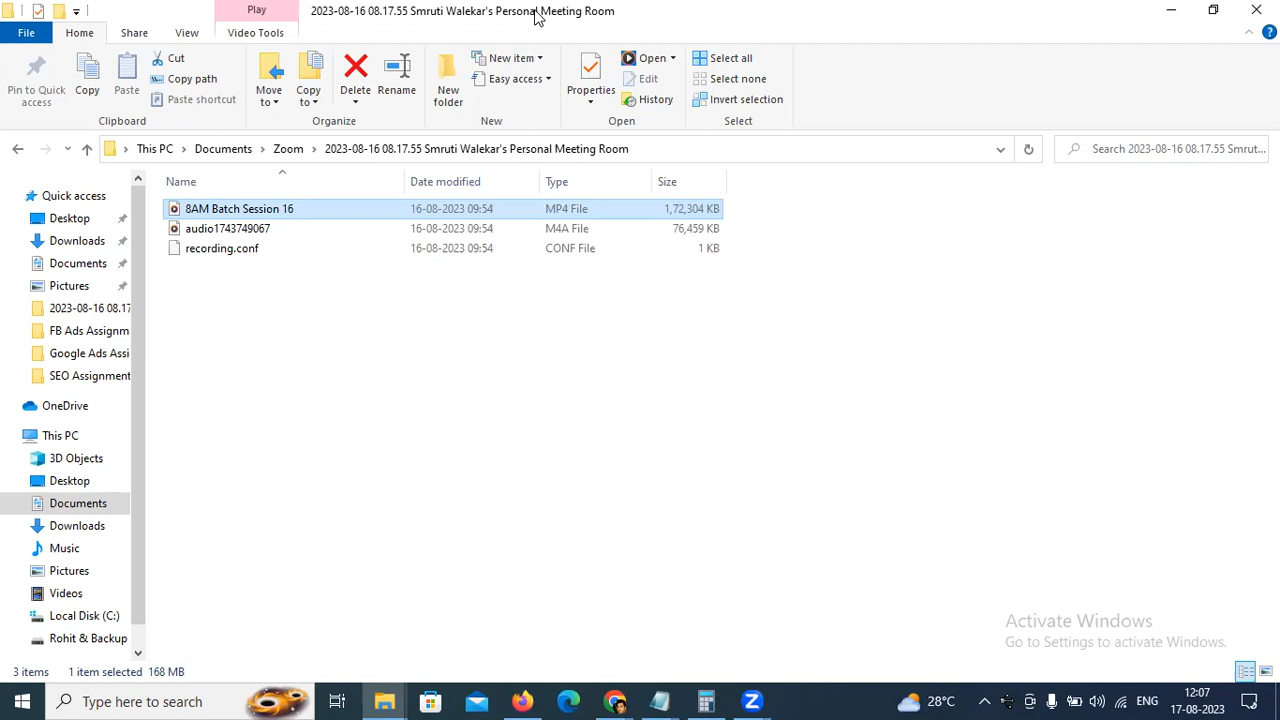 Play
2023-08-16 08.17.55 Smruti Walekar's Personal Meeting Room
File
Home
Share
View
Video Tools
Pin to Quick access
Copy
Paste
Cut
Copy path
Paste shortcut
Move to
Copy to
Delete
Rename
New folder
New item
Easy access
Properties
Open
Edit
History
Select all
Select none
Invert selection
Clipboard
Organize
New
Open
Select
This PC
Documents
Zoom
2023-08-16 08.17.55 Smruti Walekar's Personal Meeting Room
Search 2023-08-16 08.17.55 Smrut...
Name
Date modified
Type
Size
8AM Batch Session 16 16-08-2023 09:54 MP4 File 1,72,304 KB
audio1743749067 16-08-2023 09:54 M4A File 76,459 KB
recording.conf 16-08-2023 09:54 CONF File 1 KB
Quick access
Desktop
Downloads
Documents
Pictures
2023-08-16 08.17
FB Ads Assignm
Google Ads Assi
SEO Assignment
OneDrive
This PC
3D Objects
Desktop
Documents
Downloads
Music
Pictures
Videos
Local Disk (C:)
Rohit & Backup
Activate Windows
Go to Settings to activate Windows.
3 items 1 item selected 168 MB
Type here to search
28°C
ENG
12:07
17-08-2023